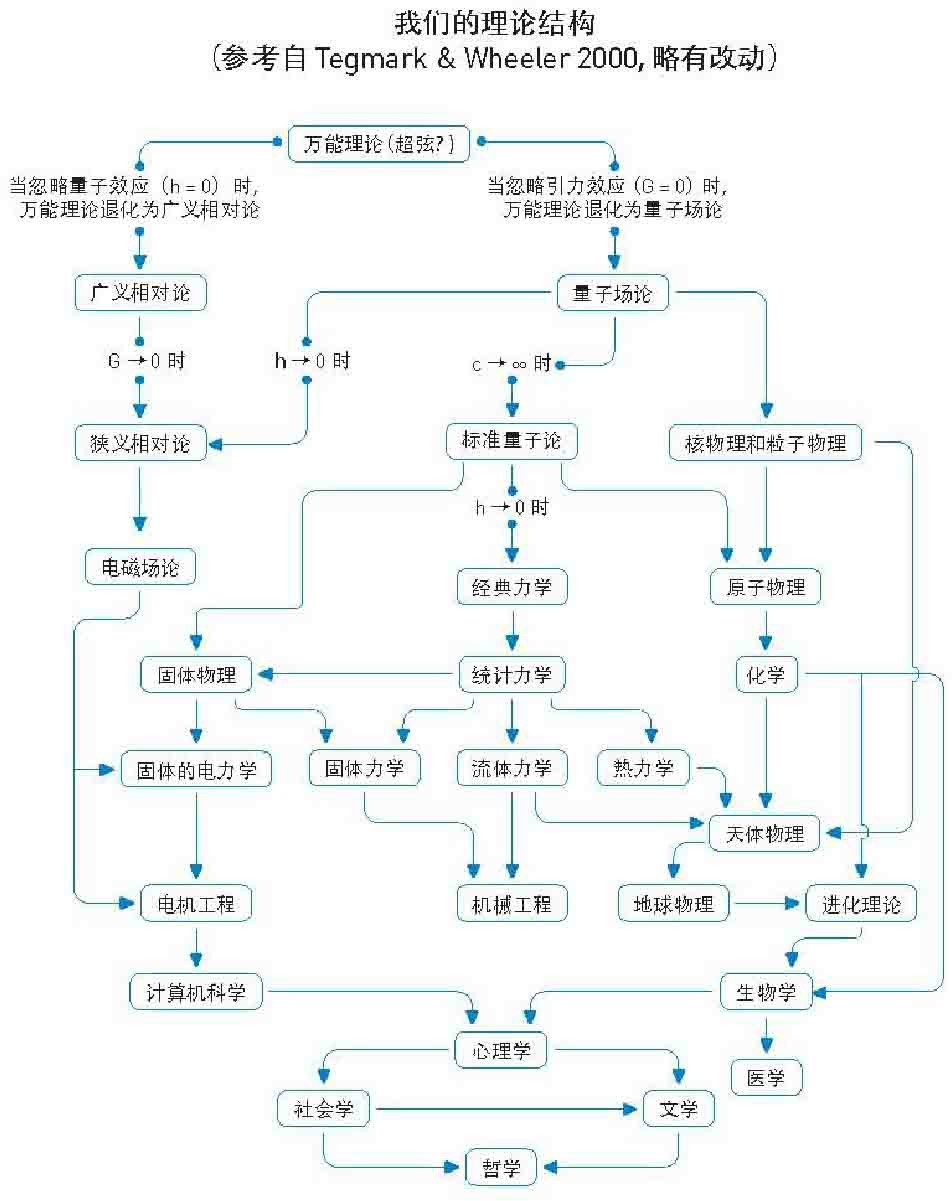 我们的理论结构
(参考自 Tegmark & Wheeler 2000, 略有改动)
万能理论(超弦?)
当忽略量子效应 (h = 0) 时,
万能理论退化为广义相对论
当忽略引力效应 (G = 0) 时,
万能理论退化为量子场论
广义相对论
量子场论
G → 0 时
h → 0 时
c → ∞ 时
狭义相对论
标准量子论
核物理和粒子物理
h → 0 时
电磁场论
经典力学
原子物理
固体物理
统计力学
化学
固体的电力学
固体力学
流体力学
热力学
天体物理
电机工程
机械工程
地球物理
进化理论
计算机科学
生物学
心理学
医学
社会学
文学
哲学